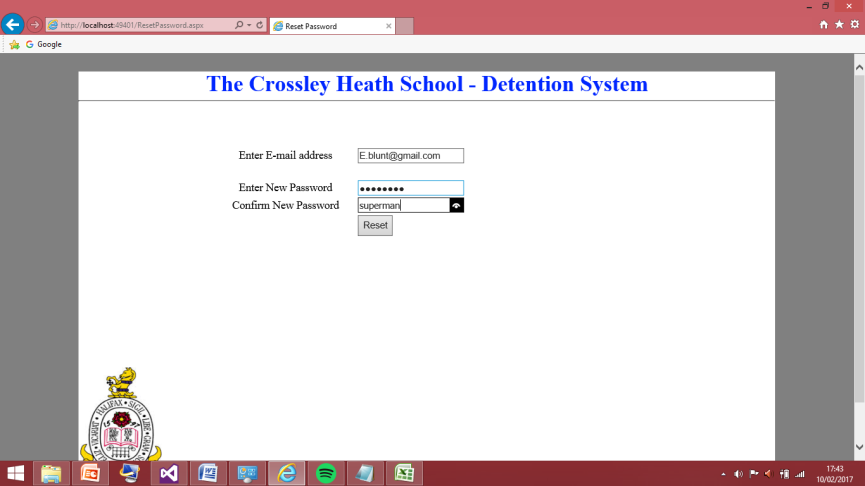 http://localhost:49401/ResetPassword.aspx
Reset Password
Google
The Crossley Heath School - Detention System
Enter E-mail address
E.blunt@gmail.com
Enter New Password
••••••••
Confirm New Password
superman
Reset
HALIFAX
17:43
10/02/2017